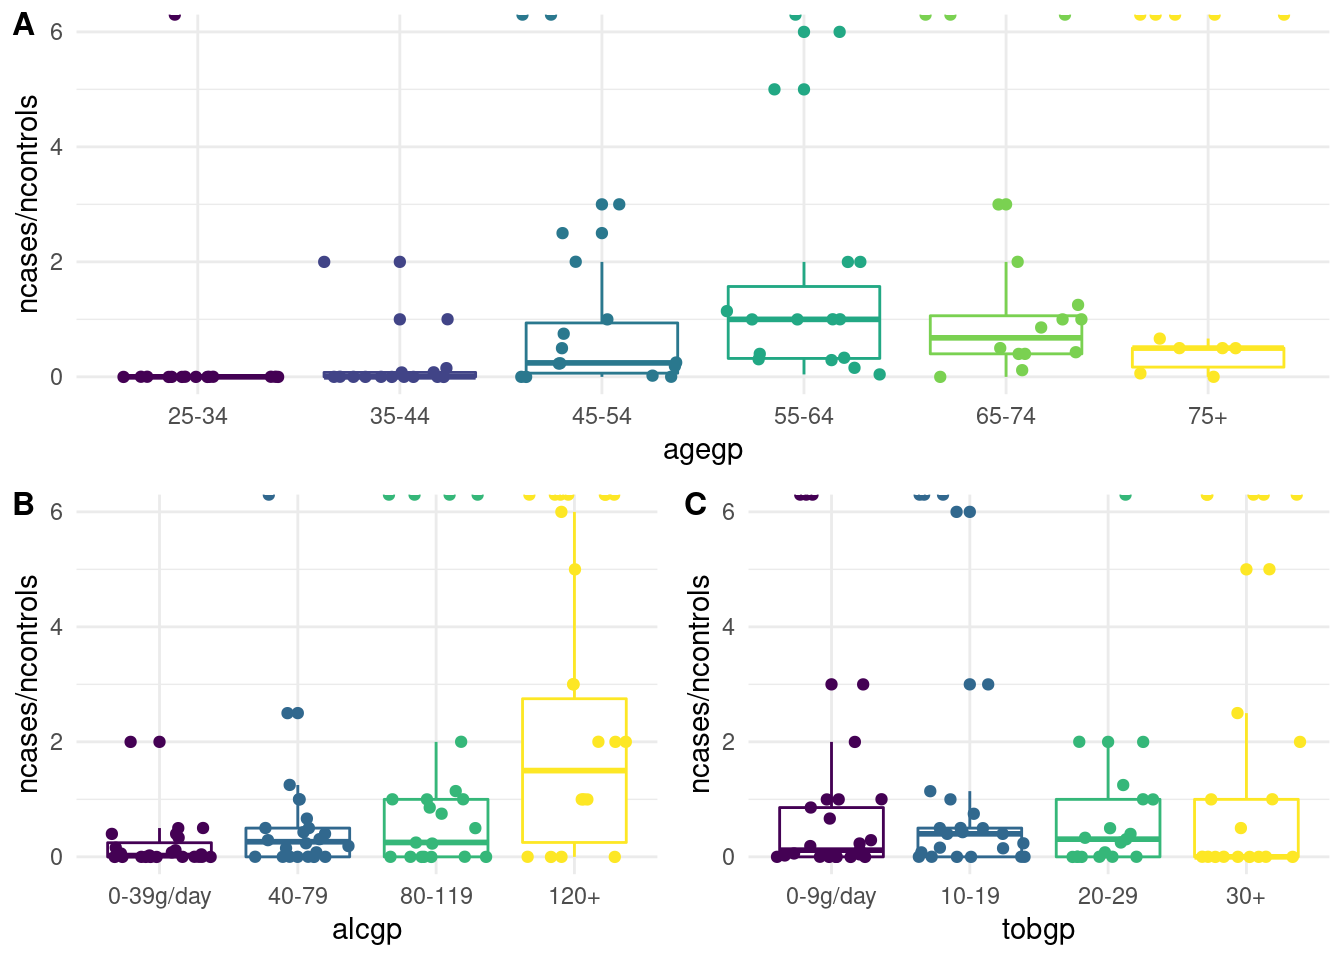 A
ncases/ncontrols
6
4
2
0
25-34 35-44 45-54 55-64 65-74 75+
agegp
B
ncases/ncontrols
6
4
2
0
0-39g/day 40-79 80-119 120+
alcgp
C
ncases/ncontrols
6
4
2
0
0-9g/day 10-19 20-29 30+
tobgp